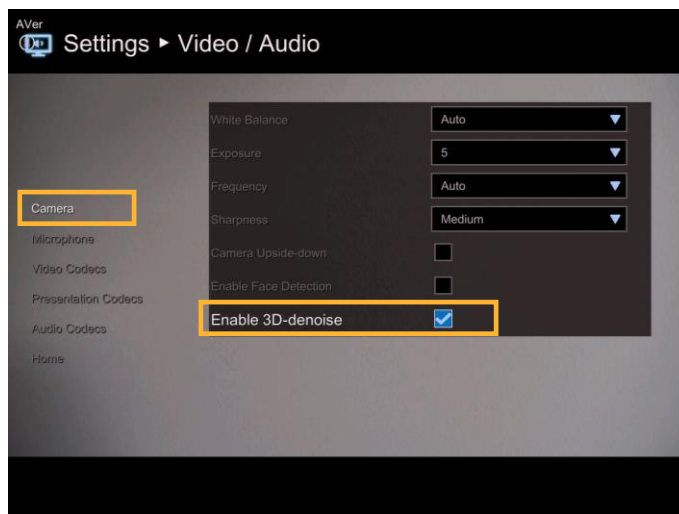 AVer
Settings ► Video / Audio
White Balance Auto
Exposure 5
Frequency Auto
Sharpness Medium
Camera Upside-down
Enable Face Detection
Enable 3D-denoise
Camera
Microphone
Video Codecs
Presentation Codecs
Audio Codecs
Home